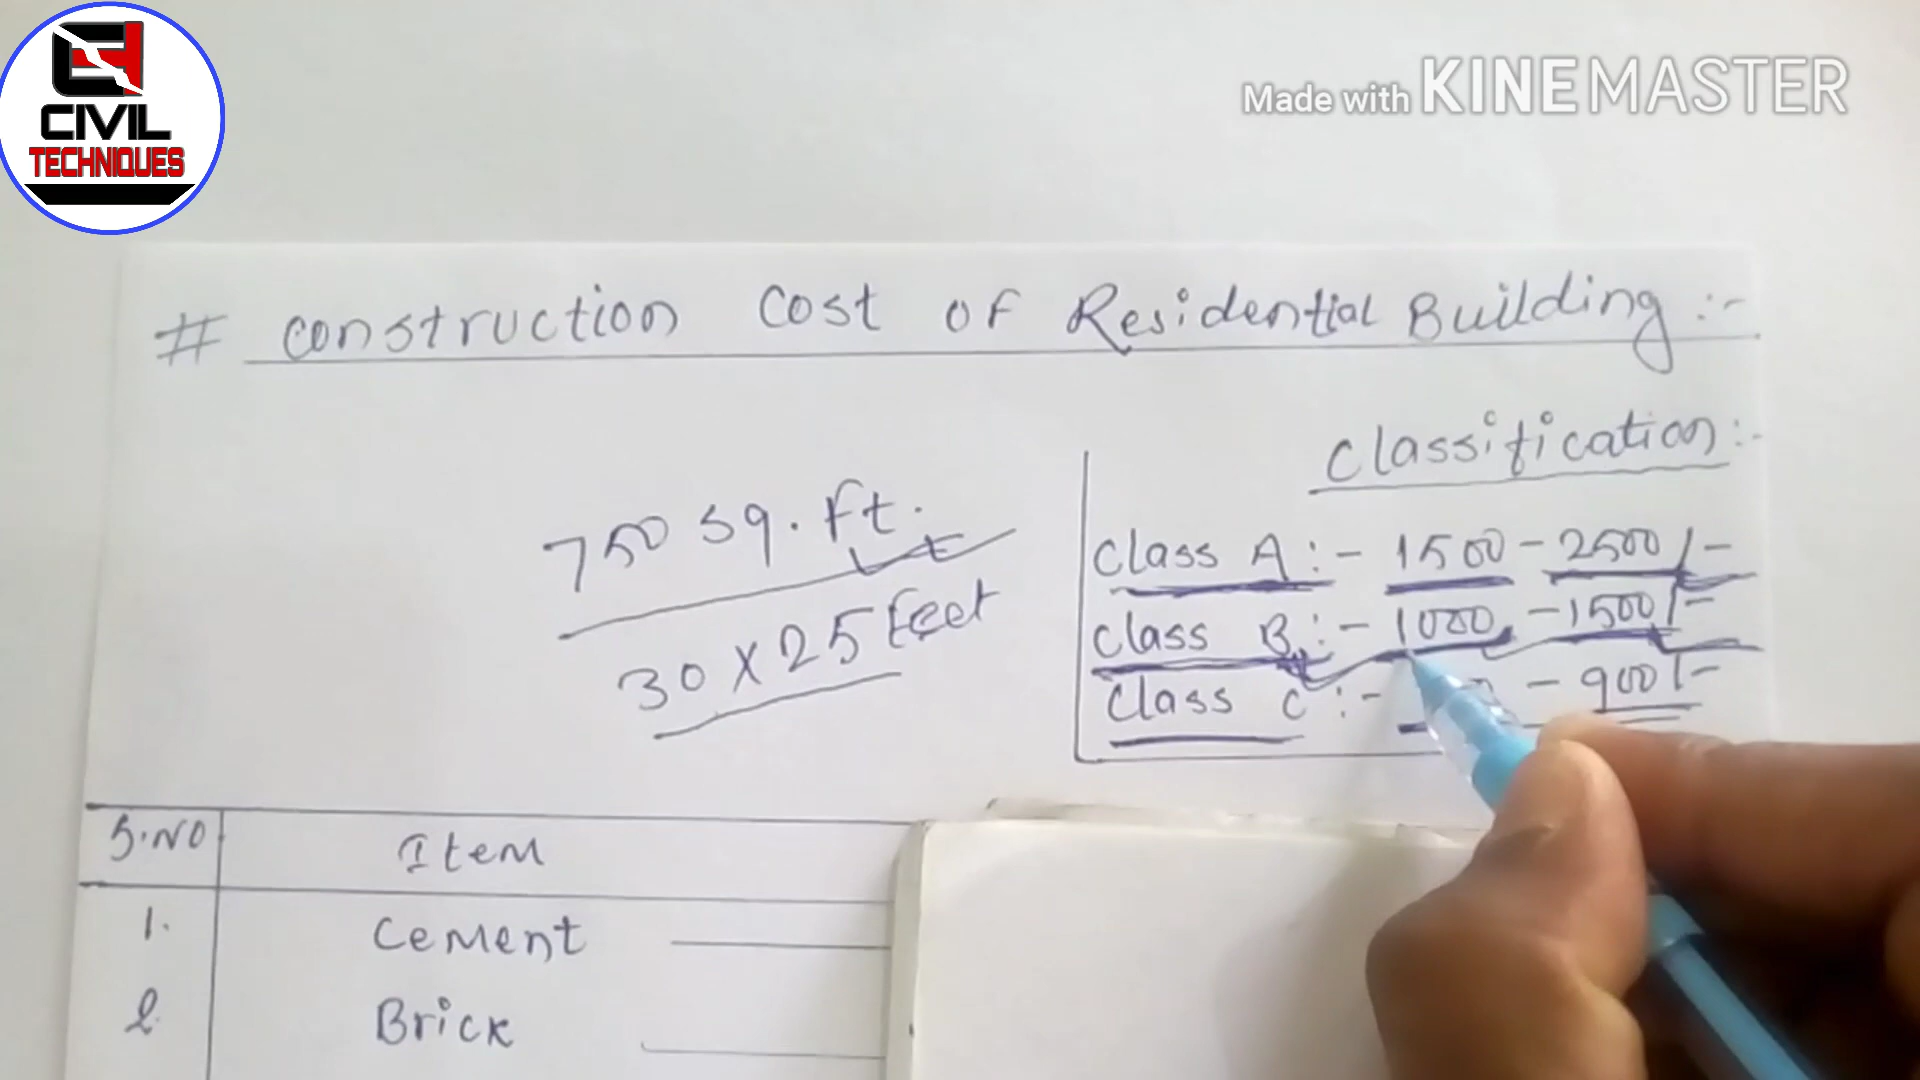 CIVIL
TECHNIQUES
Made with KINEMASTER
# Construction Cost of Residential Building :-
Classification :-
750 sq. ft.
30 X 25 Feet
Class A :- 1500 - 2500/-
Class B :- 1000 - 1500/-
Class C :- - 900/-
S.NO Item
1. Cement
2. Brick